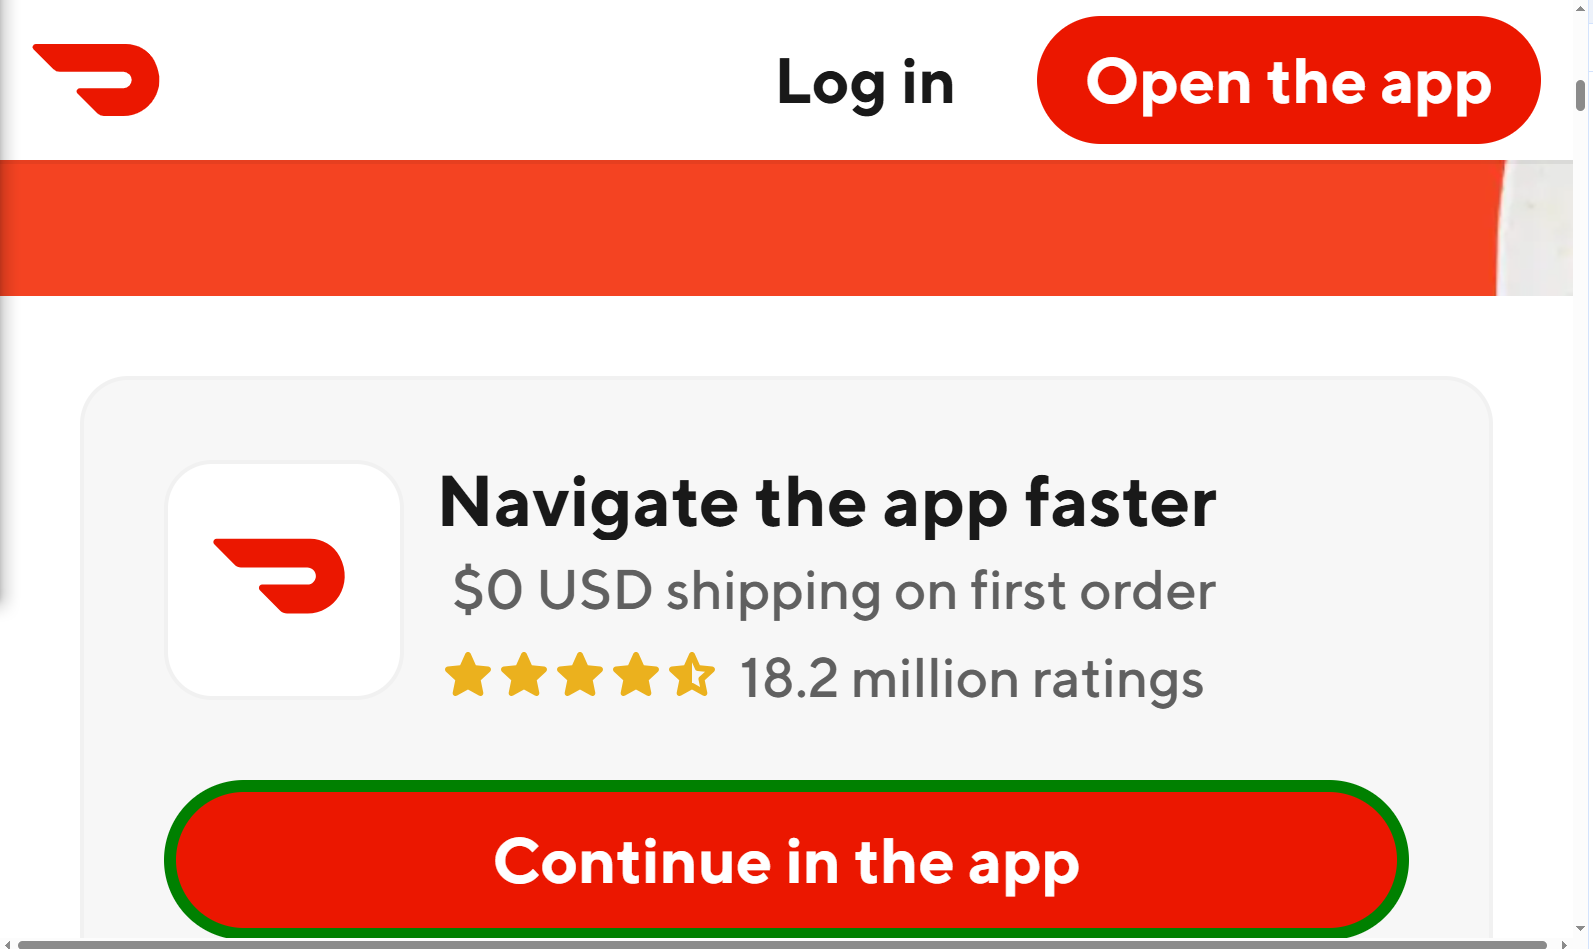 Log in
Open the app
Navigate the app faster
$0 USD shipping on first order
18.2 million ratings
Continue in the app